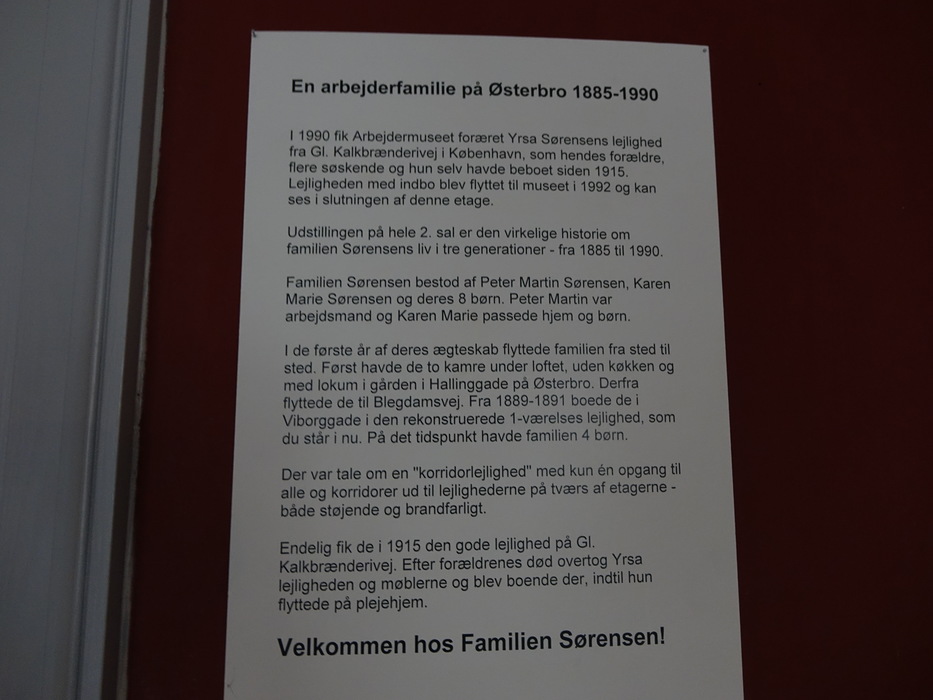 En arbejderfamilie på Østerbro 1885-1990
I 1990 fik Arbejdermuseet foræret Yrsa Sørensens lejlighed
fra Gl. Kalkbrænderivej i København, som hendes forældre,
flere søskende og hun selv havde beboet siden 1915.
Lejligheden med indbo blev flyttet til museet i 1992 og kan
ses i slutningen af denne etage.
Udstillingen på hele 2. sal er den virkelige historie om
familien Sørensens liv i tre generationer - fra 1885 til 1990.
Familien Sørensen bestod af Peter Martin Sørensen, Karen
Marie Sørensen og deres 8 børn. Peter Martin var
arbejdsmand og Karen Marie passede hjem og børn.
I de første år af deres ægteskab flyttede familien fra sted til
sted. Først havde de to kamre under loftet, uden køkken og
med lokum i gården i Hallinggade på Østerbro. Derfra
flyttede de til Blegdamsvej. Fra 1889-1891 boede de i
Viborggade i den rekonstruerede 1-værelses lejlighed, som
du står i nu. På det tidspunkt havde familien 4 børn.
Der var tale om en "korridorlejlighed" med kun én opgang til
alle og korridorer ud til lejlighederne på tværs af etagerne -
både støjende og brandfarligt.
Endelig fik de i 1915 den gode lejlighed på Gl.
Kalkbrænderivej. Efter forældrenes død overtog Yrsa
lejligheden og møblerne og blev boende der, indtil hun
flyttede på plejehjem.
Velkommen hos Familien Sørensen!